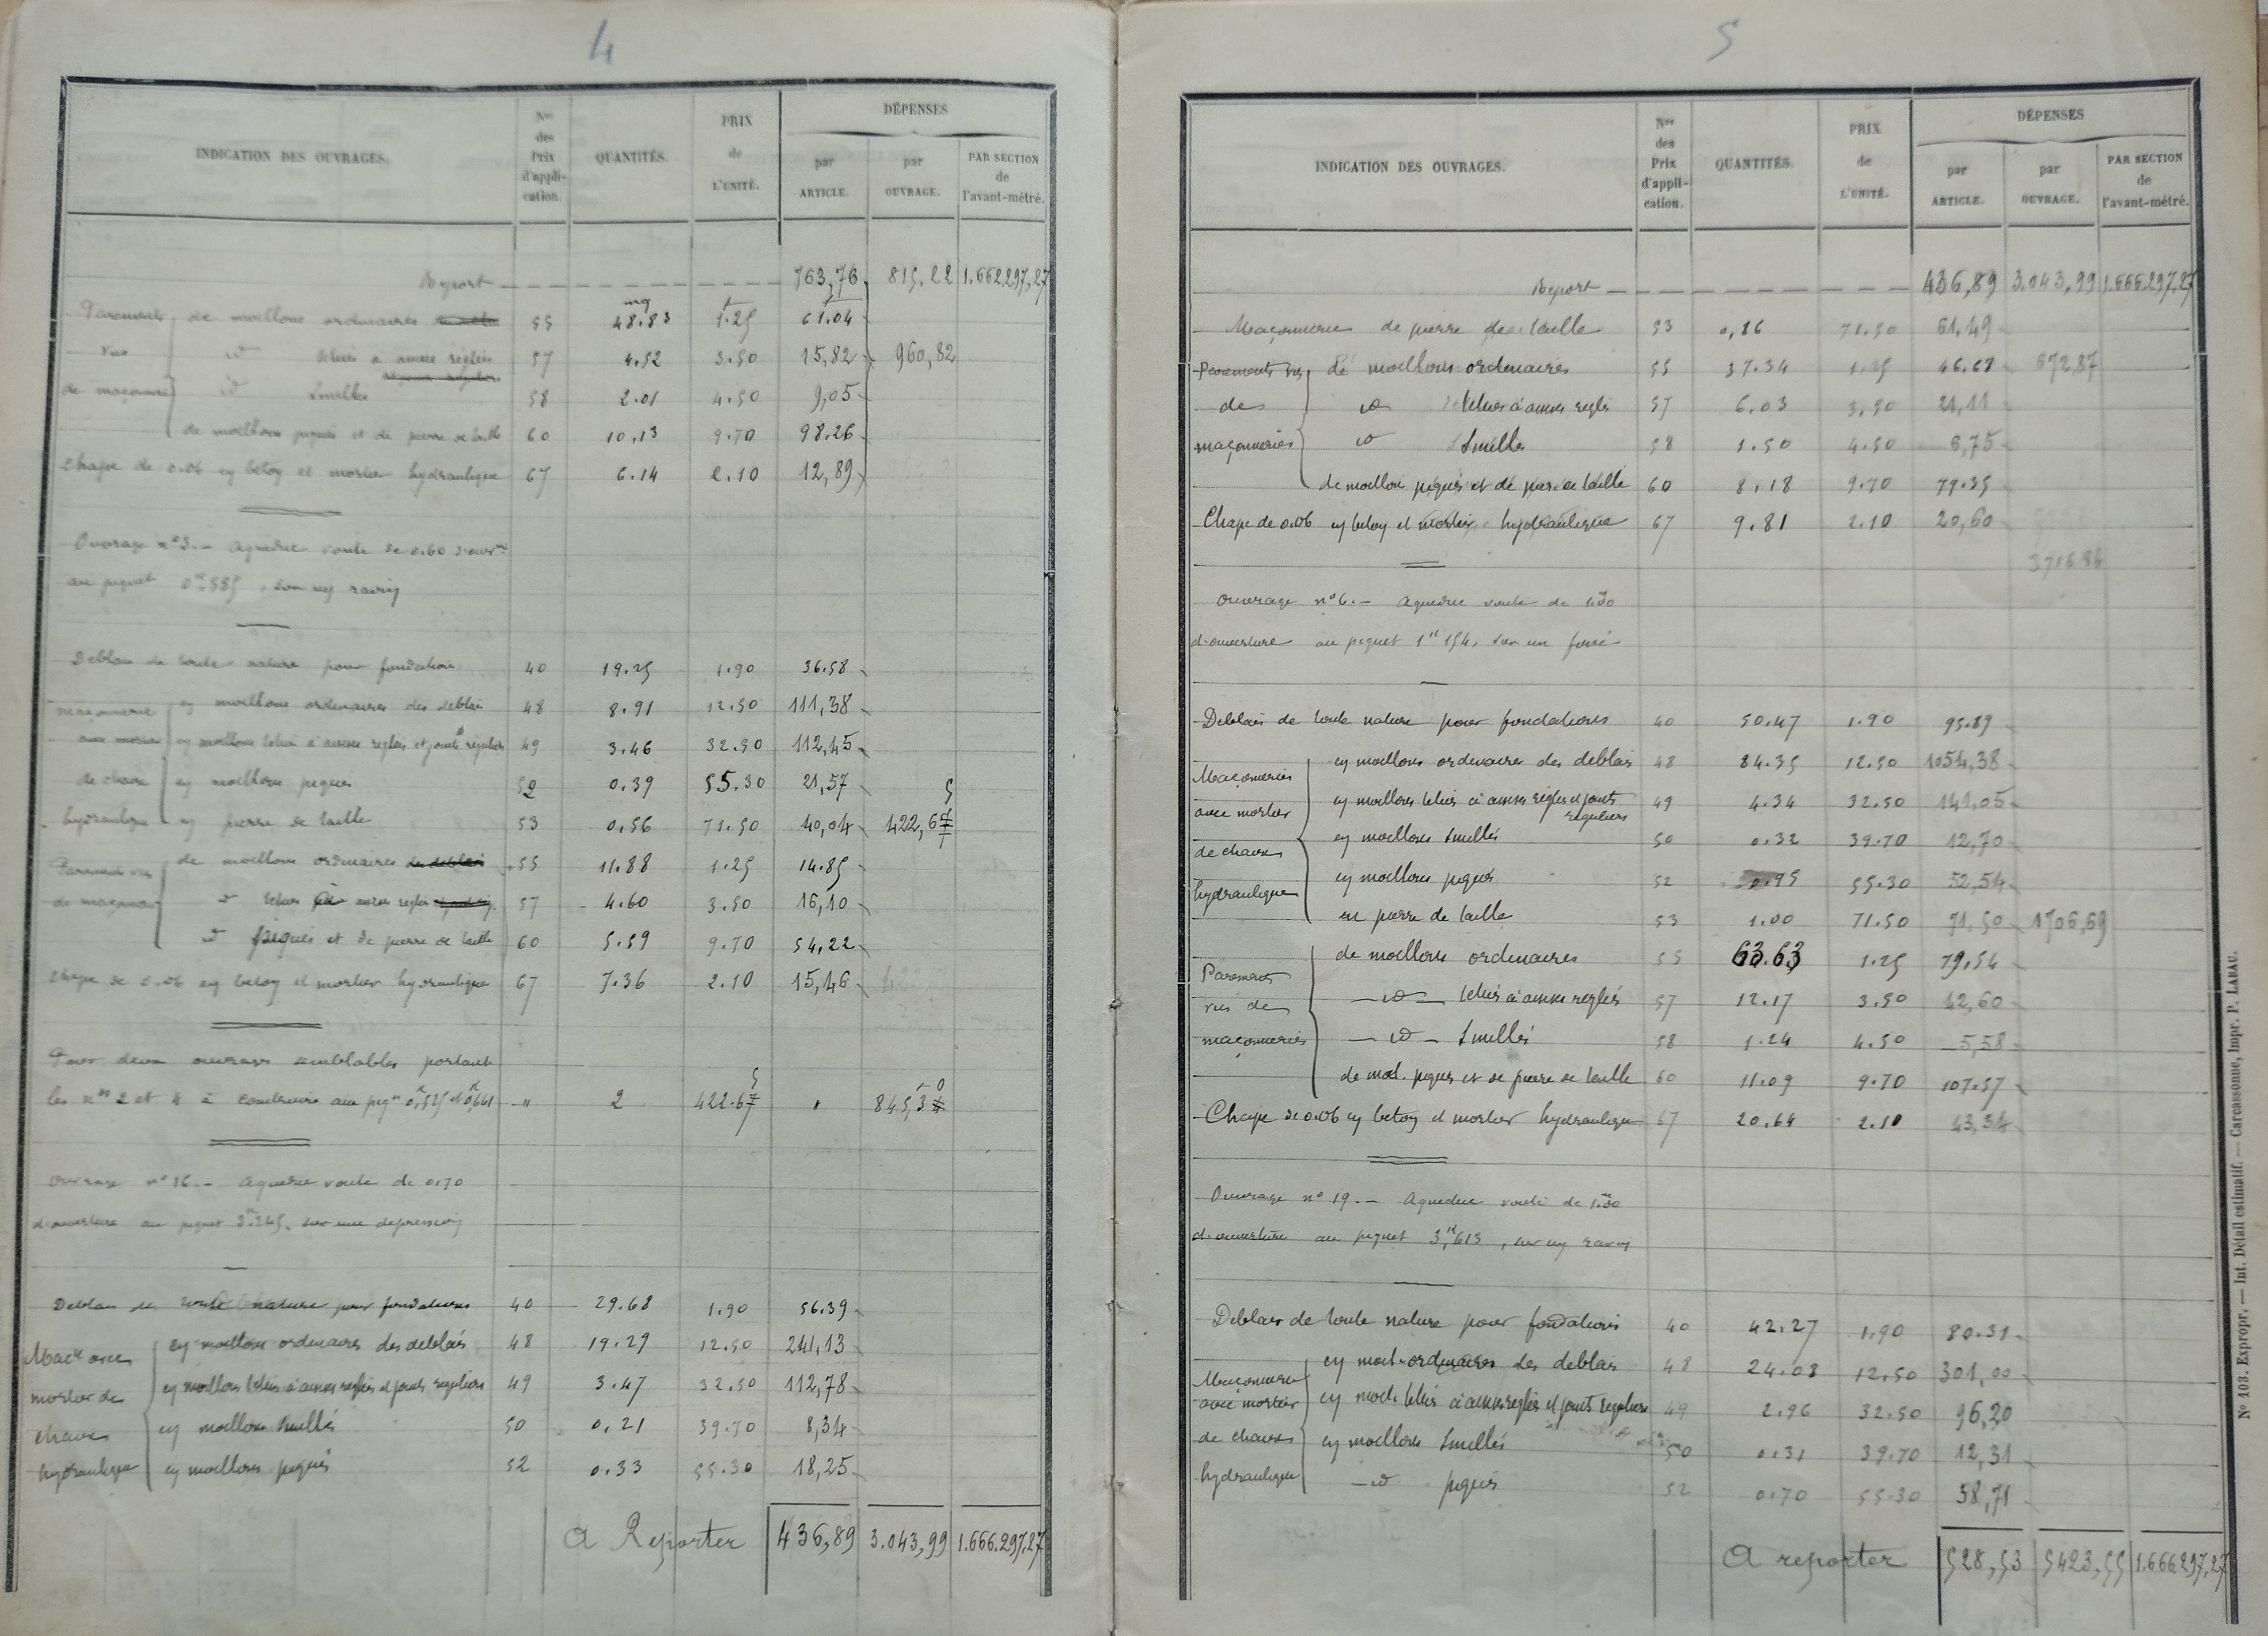 4
INDICATION DES OUVRAGES.
Nos des Prix d'appli-cation.
QUANTITÉS.
PRIX de L'UNITÉ.
DÉPENSES
par ARTICLE.
par OUVRAGE.
PAR SECTION de l'avant-métré.
Report 763,76 815,22 1.662.297,27
Parements de moellons ordinaires 55 48.83 1.25 61.04
vus id têtués à arêtes réglées 57 4.52 3.50 15,82 960,82
de maçonnerie id smillés 58 2.01 4.50 9,05
de moellons piqués et de pierre de taille 60 10,13 9.70 98.26
Chape de 0.06 en béton et mortier hydraulique 67 6.14 2.10 12,89
Ouvrage n° 3. - Aqueduc voûté de 0.60 d'ouvre
au piquet 0.585, sur un ravin
Déblais de toute nature pour fondations 40 19.25 1.90 36.58
maçonnerie en moellons ordinaires des déblais 48 8.91 12.50 111,38
avec mortier en moellons têtués à arêtes réglées et joints réguliers 49 3.46 32.50 112,45
de chaux en moellons piqués 52 0.39 55.30 21,57
hydraulique en pierre de taille 53 0.56 71.50 40,04 422,65
Parements vus de moellons ordinaires des déblais 55 11.88 1.25 14.85
de maçonnerie id têtués à arêtes réglées 57 4.60 3.50 16,10
id piqués et de pierre de taille 60 5.59 9.70 54,22
Chape de 0.06 en béton et mortier hydraulique 67 7.36 2.10 15,46
Pour deux ouvrages semblables portant
les nos 2 et 4 à construire aux piqts 0,525 et 0,641 " 2 422.65 " 845,30
Ouvrage n° 16. - Aqueduc voûté de 0.70
d'ouverture au piquet 3.245, sur une dépression
Déblais de toute nature pour fondations 40 29.68 1.90 56.39
Macie avec en moellons ordinaires des déblais 48 19.29 12.50 241,13
mortier de en moellons têtués à arêtes réglées et joints réguliers 49 3.47 32.50 112,78
chaux en moellons smillés 50 0.21 39.70 8,34
hydraulique en moellons piqués 52 0.33 55.30 18,25
A Reporter 436,89 3.043,99 1.666.297,27
5
INDICATION DES OUVRAGES.
Nos des Prix d'appli-cation.
QUANTITÉS.
PRIX de L'UNITÉ.
DÉPENSES
par ARTICLE.
par OUVRAGE.
PAR SECTION de l'avant-métré.
Report 436,89 3.043,99 1.666.297,27
Maçonnerie de pierre de taille 53 0,86 71.50 61,49
Parements vus de moellons ordinaires 55 37.34 1.25 46.68 672,87
de id têtués à arêtes réglées 57 6.03 3,50 21,11
maçonneries id smillés 58 1.50 4.50 6,75
de moellons piqués et de pierre de taille 60 8,18 9.70 79.35
Chape de 0.06 en béton et mortier hydraulique 67 9.81 2.10 20,60
3716 86
Ouvrage n° 6. - Aqueduc voûté de 1.00
d'ouverture au piquet 1.154, sur un fossé
Déblais de toute nature pour fondations 40 50.47 1.90 95.89
Maçonneries en moellons ordinaires des déblais 48 84.35 12.50 1054,38
avec mortier en moellons têtués à arêtes réglées et joints réguliers 49 4.34 32.50 141,05
de chaux en moellons smillés 50 0.32 39.70 12,70
hydraulique en moellons piqués 52 0.95 55.30 52,54
en pierre de taille 53 1.00 71.50 71,50 1706,69
Parements de moellons ordinaires 55 63.63 1.25 79,54
vus de id têtués à arêtes réglées 57 12.17 3.50 42,60
maçonneries id smillés 58 1.24 4.50 5,58
de moel. piqués et de pierre de taille 60 11.09 9.70 107.57
Chape de 0.06 en béton et mortier hydraulique 67 20.64 2.10 43,34
Ouvrage n° 19. - Aqueduc voûté de 1.00
d'ouverture au piquet 3,613, sur un ravin
Déblais de toute nature pour fondations 40 42.27 1.90 80.31
Maçonnerie en moel. ordinaires des déblais 48 24.08 12.50 301,00
avec mortier en moel. têtués à arêtes réglées et joints réguliers 49 2.96 32.50 96,20
de chaux en moellons smillés 50 0.31 39.70 12,31
hydraulique id piqués 52 0.70 55.30 38,71
A reporter 528,53 5423,55 1.666.297,27
No 103. Expropr. — Int. Détail estimatif. — Carcassonne, Impr. P. LABAU.